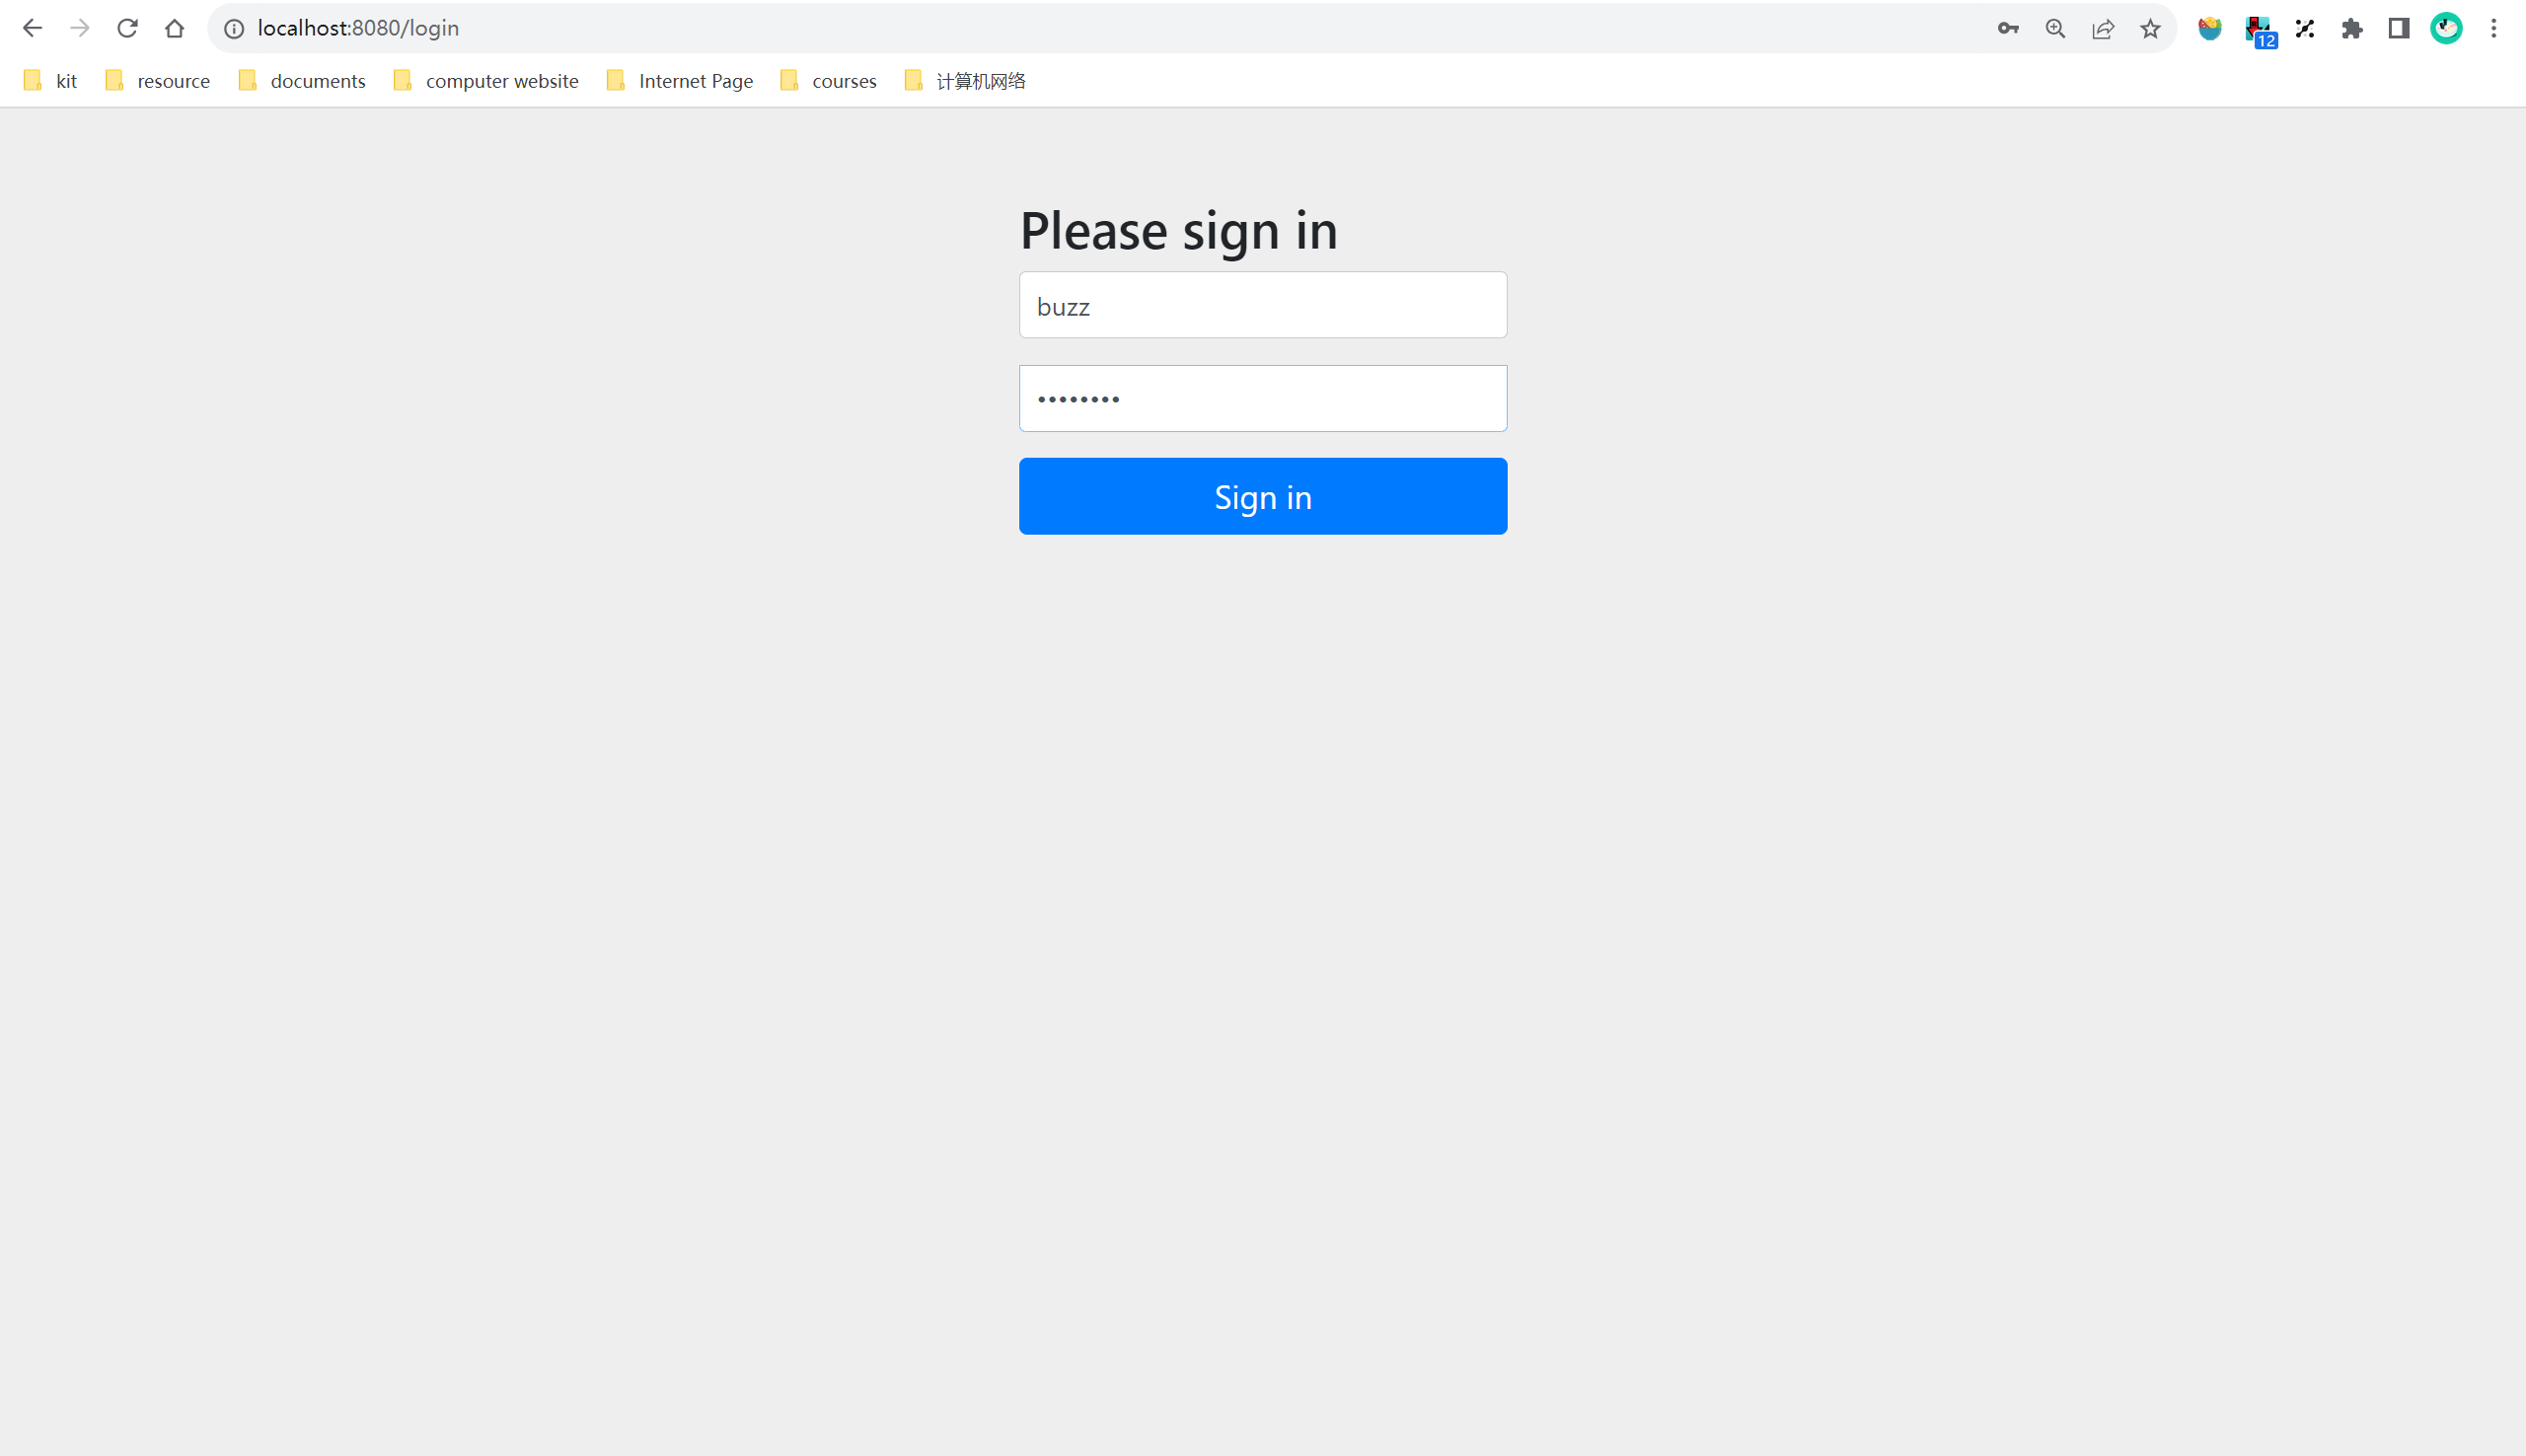 localhost:8080/login
12
kit resource documents computer website Internet Page courses 计算机网络
Please sign in
buzz
••••••••
Sign in